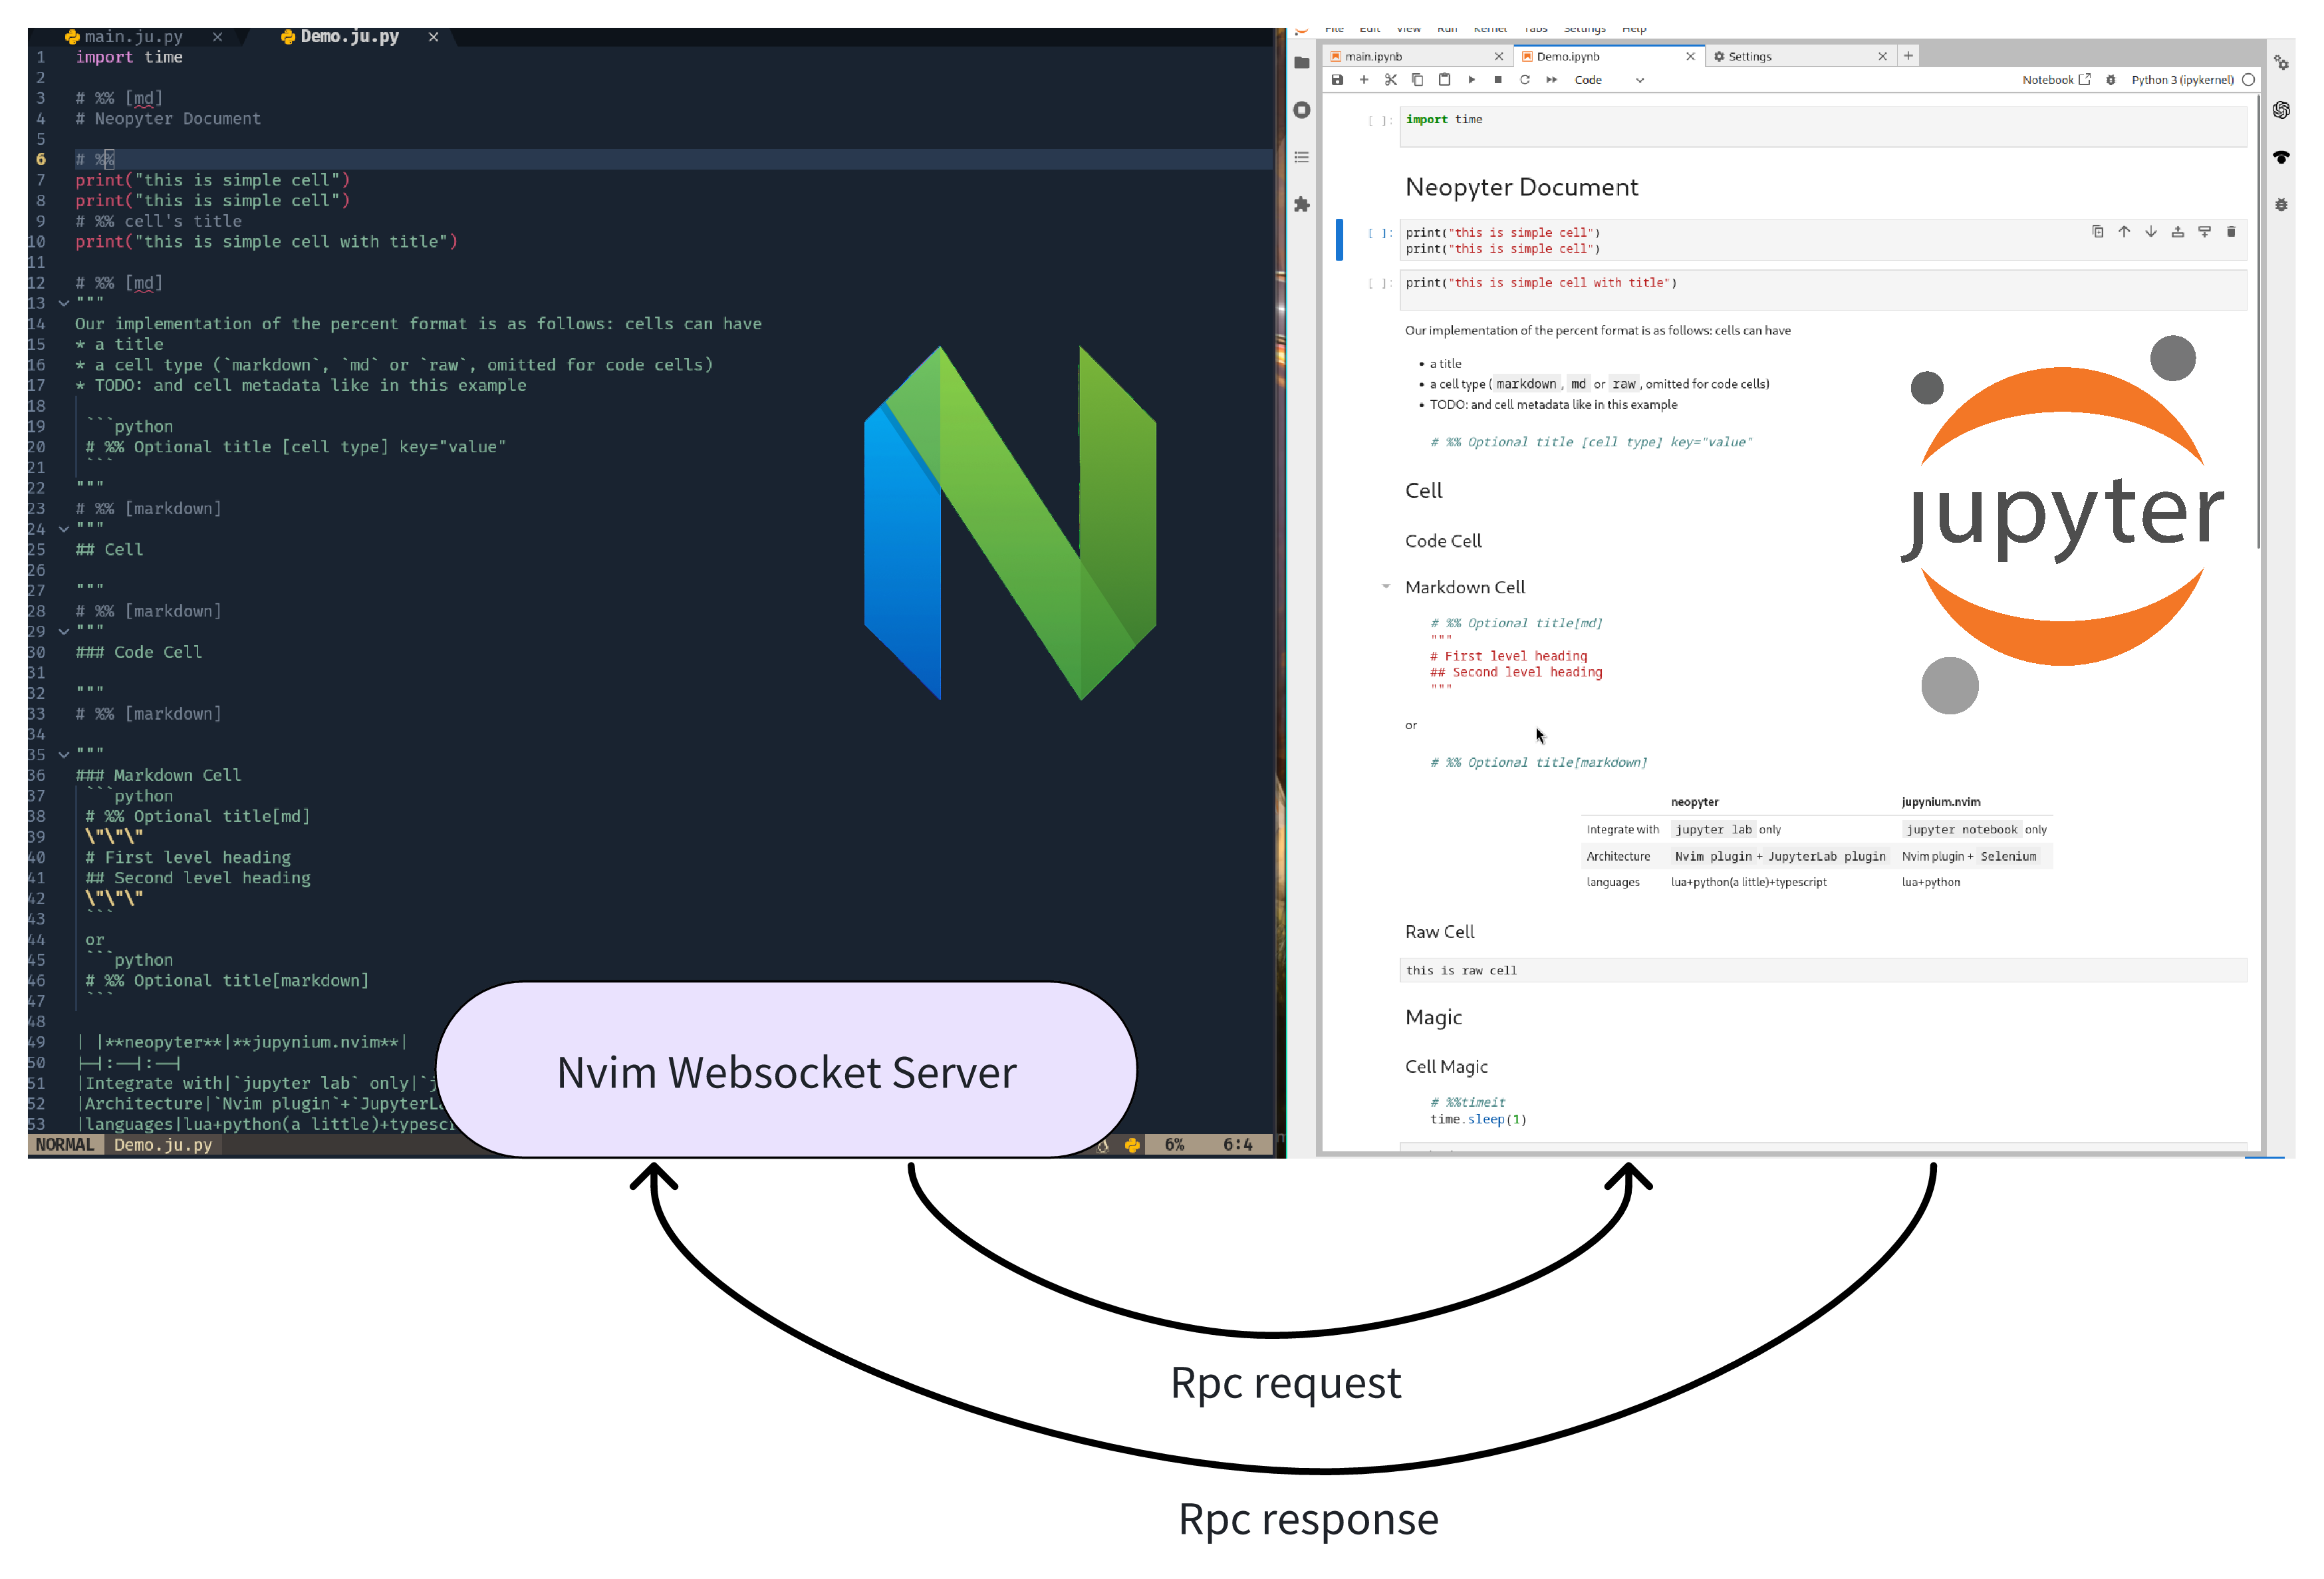 main.ju.py × Demo.ju.py ×
1 import time
2
3 # %% [md]
4 # Neopyter Document
5
6 # %%
7 print("this is simple cell")
8 print("this is simple cell")
9 # %% cell's title
10 print("this is simple cell with title")
11
12 # %% [md]
13 """
14 Our implementation of the percent format is as follows: cells can have
15 * a title
16 * a cell type (`markdown`, `md` or `raw`, omitted for code cells)
17 * TODO: and cell metadata like in this example
18
19 ```python
20 # %% Optional title [cell type] key="value"
21 ```
22 """
23 # %% [markdown]
24 """
25 ## Cell
26
27 """
28 # %% [markdown]
29 """
30 ### Code Cell
31
32 """
33 # %% [markdown]
34
35 """
36 ### Markdown Cell
37 ```python
38 # %% Optional title[md]
39 \"\"\"
40 # First level heading
41 ## Second level heading
42 \"\"\"
43 ```
44 or
45 ```python
46 # %% Optional title[markdown]
47 ```
48
49 | |**neopyter**|**jupynium.nvim**|
50 |—|:—|:—|
51 |Integrate with|`jupyter lab` only|`j
52 |Architecture|`Nvim plugin`+`JupyterL
53 |languages|lua+python(a little)+typesc
NORMAL Demo.ju.py 6% 6:4
Nvim Websocket Server
File Edit View Run Kernel Tabs Settings Help
main.ipynb × Demo.ipynb × Settings × +
Code Notebook Python 3 (ipykernel)
[ ]: import time
Neopyter Document
[ ]: print("this is simple cell")
print("this is simple cell")
[ ]: print("this is simple cell with title")
Our implementation of the percent format is as follows: cells can have
• a title
• a cell type ( markdown , md or raw , omitted for code cells)
• TODO: and cell metadata like in this example
# %% Optional title [cell type] key="value"
Cell
Code Cell
Markdown Cell
# %% Optional title[md]
"""
# First level heading
## Second level heading
"""
or
# %% Optional title[markdown]
neopyter jupynium.nvim
Integrate with jupyter lab only jupyter notebook only
Architecture Nvim plugin + JupyterLab plugin Nvim plugin + Selenium
languages lua+python(a little)+typescript lua+python
Raw Cell
this is raw cell
Magic
Cell Magic
# %%timeit
time.sleep(1)
jupyter
Rpc request
Rpc response